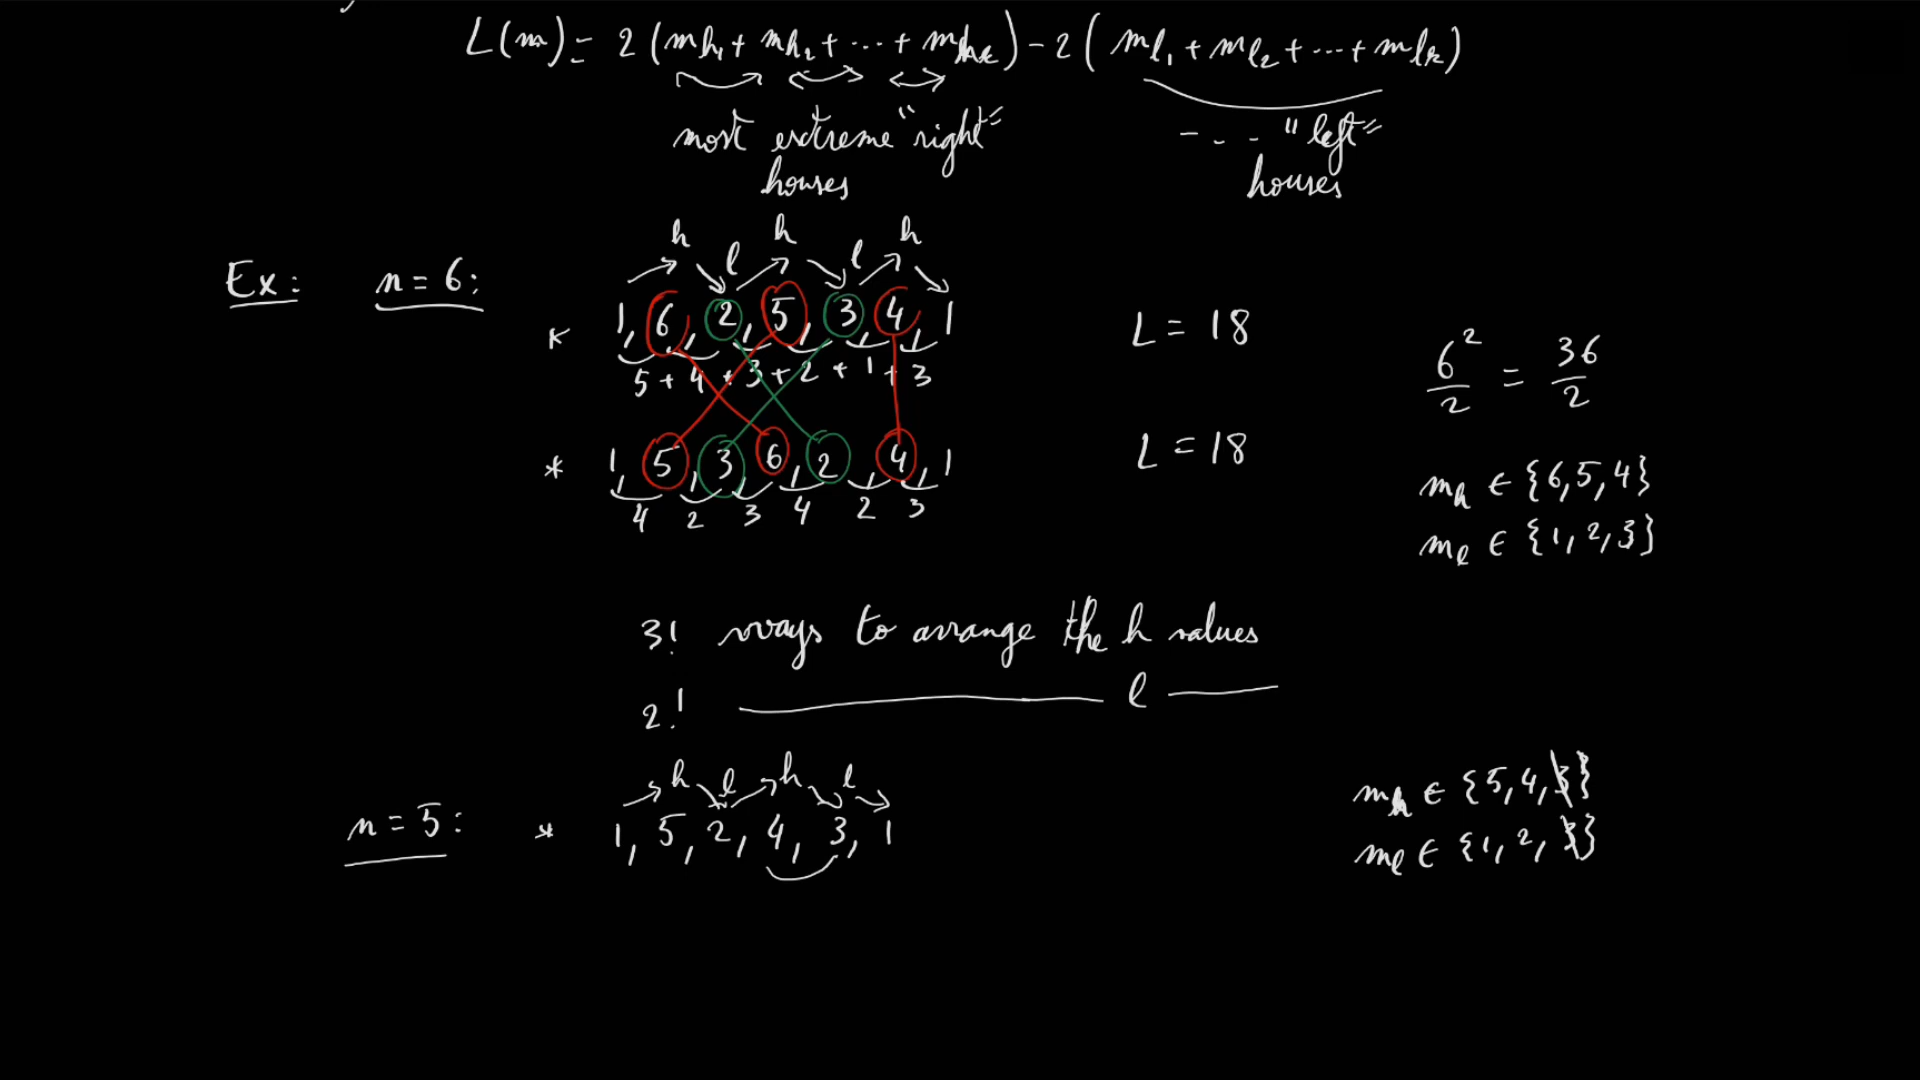 L(m) = 2 (m_{h_1} + m_{h_2} + ... + m_{h_k}) - 2 (m_{l_1} + m_{l_2} + ... + m_{l_k})
most extreme "right" houses
- - - "left" houses
h l h l h
Ex: n = 6:
* 1, 6, 2, 5, 3, 4, 1
5 + 4 + 3 + 2 + 1 + 3
L = 18
6^2/2 = 36/2
* 1, 5, 3, 6, 2, 4, 1
4 2 3 4 2 3
L = 18
m_h ∈ {6, 5, 4}
m_l ∈ {1, 2, 3}
3! ways to arrange the h values
2! ——— l ———
h l h l
n = 5: * 1, 5, 2, 4, 3, 1
m_h ∈ {5, 4, 3}
m_l ∈ {1, 2, 3}